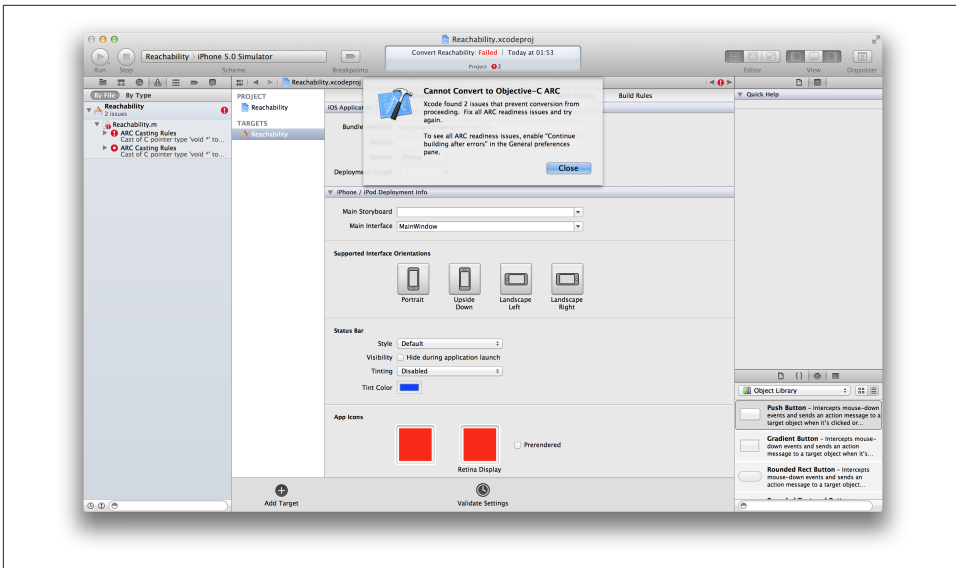 Reachability.xcodeproj
Reachability › iPhone 5.0 Simulator
Convert Reachability: Failed | Today at 01:53
Project 2
Run
Stop
Scheme
Breakpoints
Editor
View
Organizer
Reachability.xcodeproj
By File
By Type
Reachability
2 issues
Reachability.m
ARC Casting Rules
Cast of C pointer type 'void *' to...
ARC Casting Rules
Cast of C pointer type 'void *' to...
PROJECT
Reachability
TARGETS
Reachability
Build Rules
Cannot Convert to Objective-C ARC
Xcode found 2 issues that prevent conversion from
proceeding. Fix all ARC readiness issues and try
again.
To see all ARC readiness issues, enable "Continue
building after errors" in the General preferences
pane.
Close
iOS Applicat
Bundle
Deployme
iPhone / iPod Deployment Info
Main Storyboard
Main Interface MainWindow
Supported Interface Orientations
Portrait
Upside
Down
Landscape
Left
Landscape
Right
Status Bar
Style Default
Visibility Hide during application launch
Tinting Disabled
Tint Color
App Icons
Prerendered
Retina Display
Add Target
Validate Settings
Quick Help
Object Library
Push Button - Intercepts mouse-down
events and sends an action message to a
target object when it's clicked or...
Gradient Button - Intercepts mouse-
down events and sends an action
message to a target object when it's...
Rounded Rect Button - Intercepts
mouse-down events and sends an
action message to a target object...